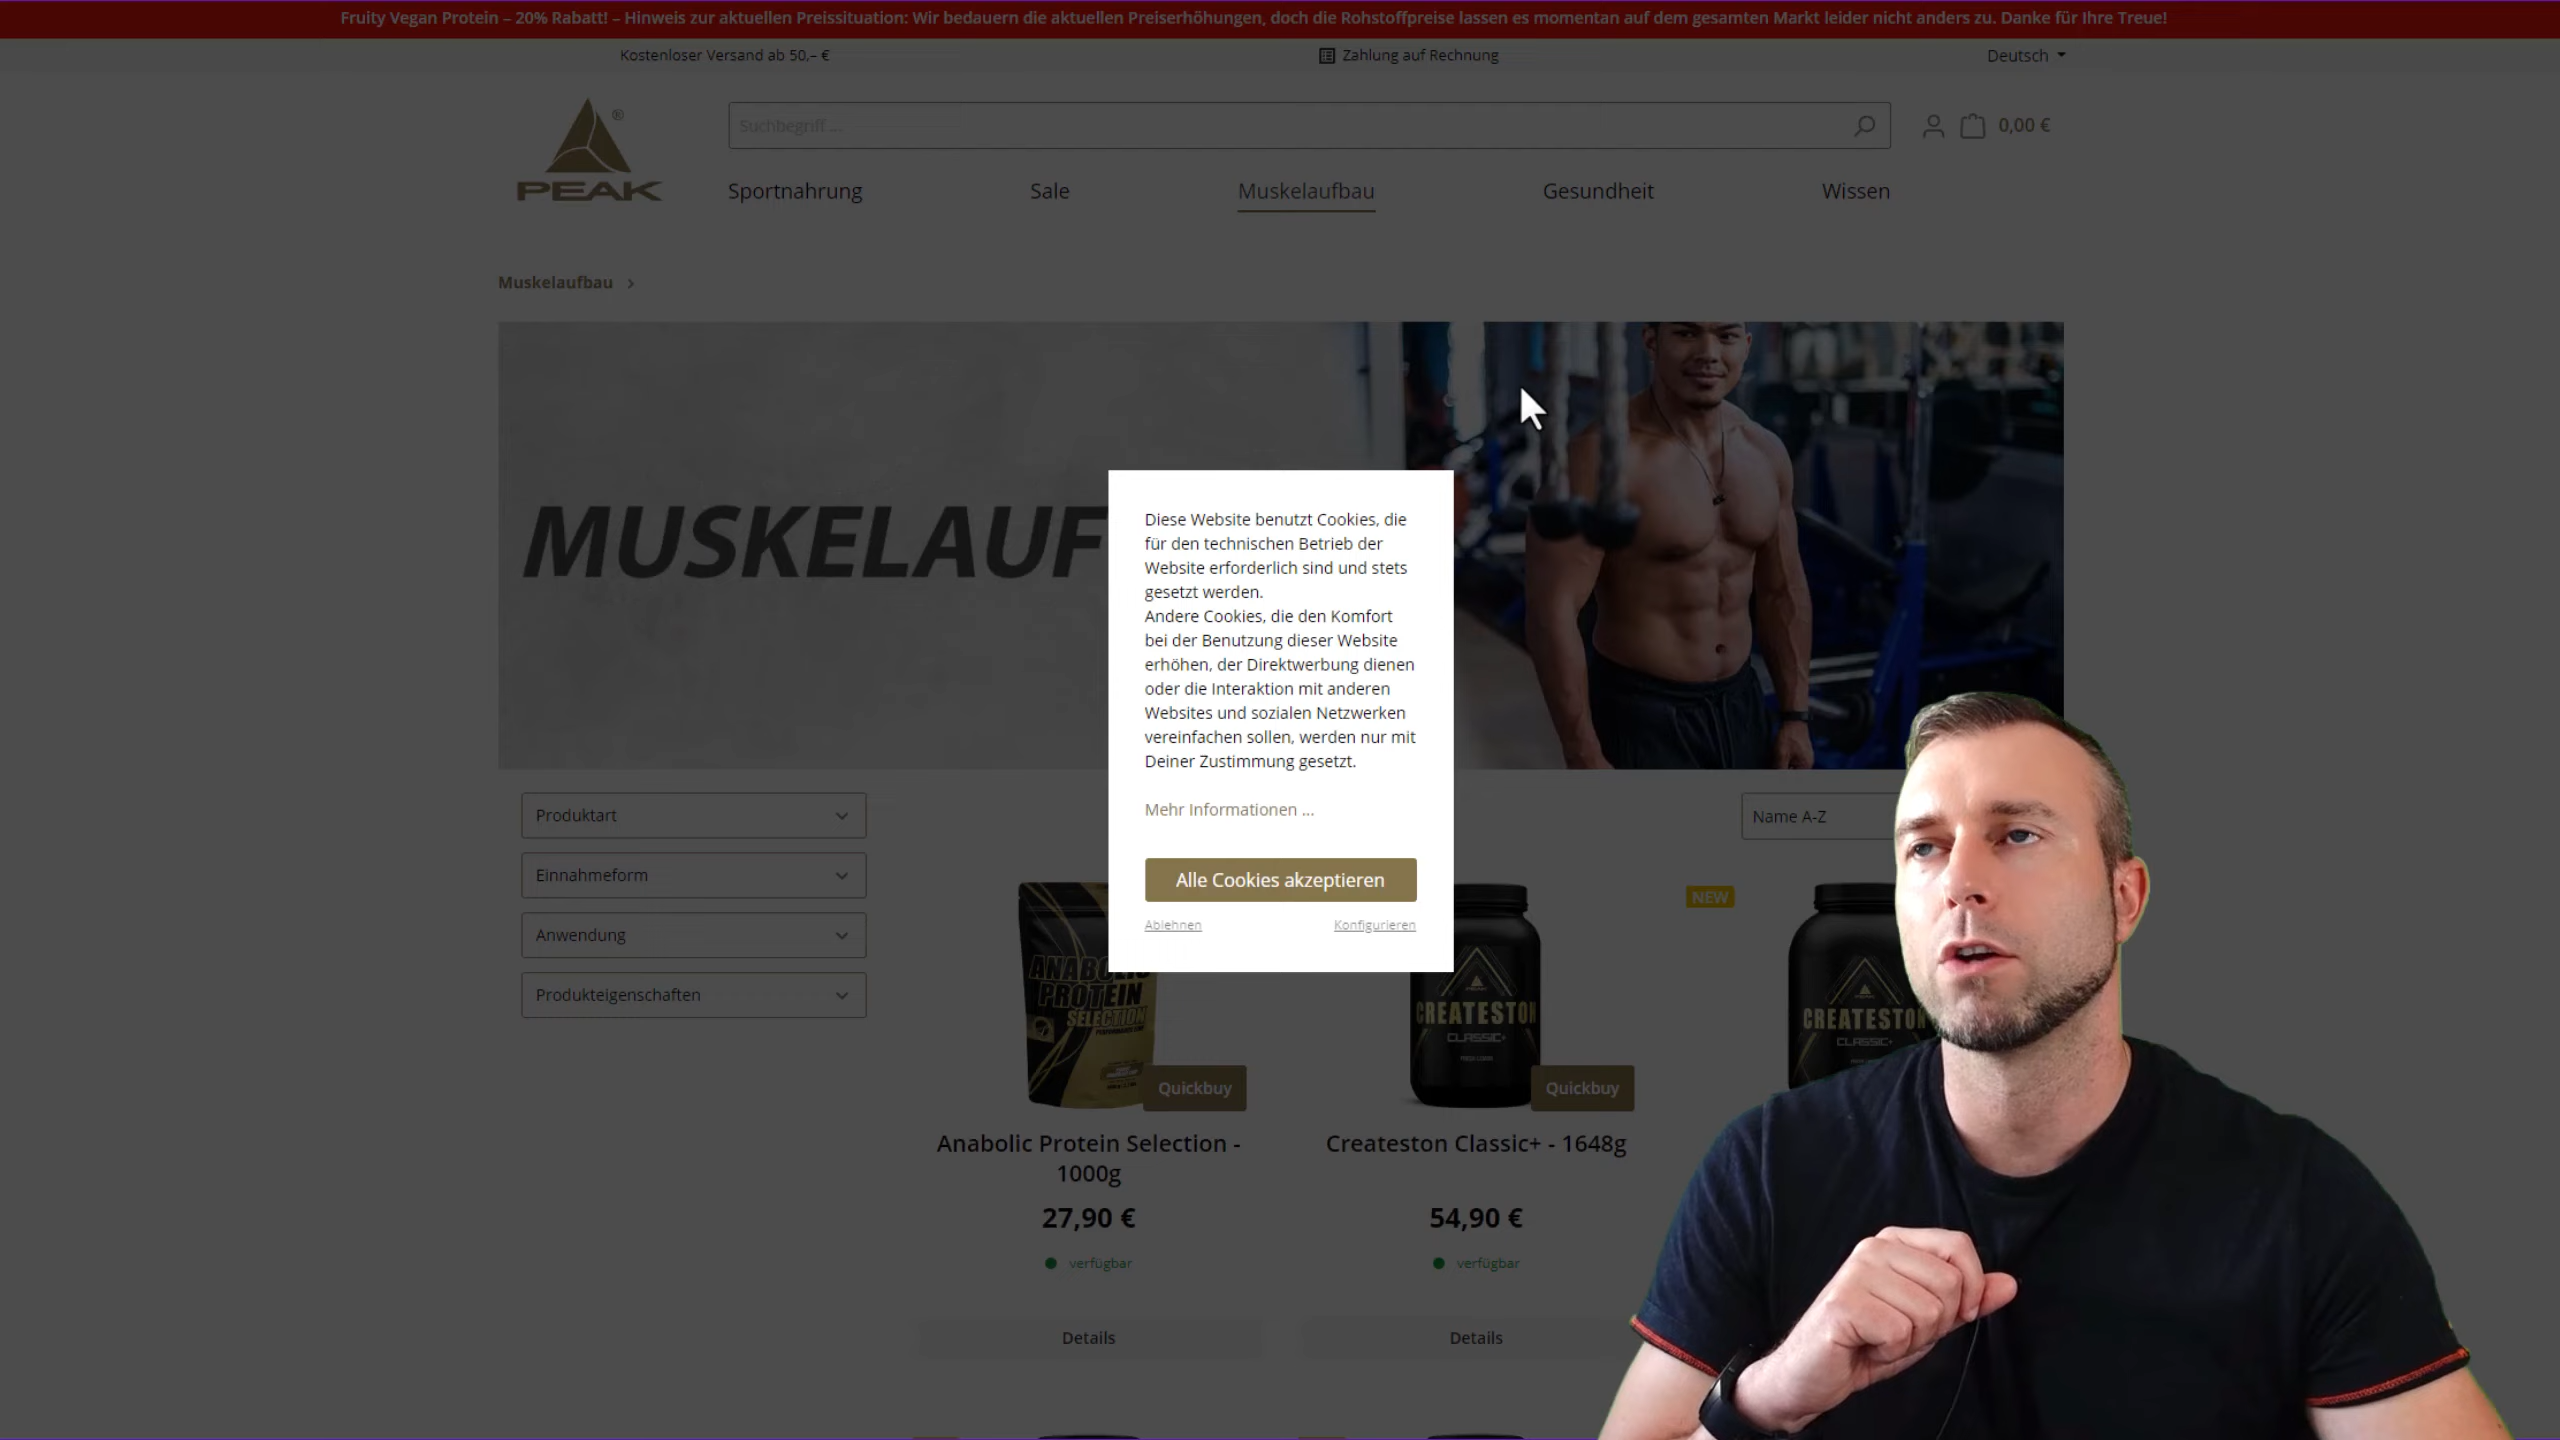 Fruity Vegan Protein – 20% Rabatt! – Hinweis zur aktuellen Preissituation: Wir bedauern die aktuellen Preiserhöhungen, doch die Rohstoffpreise lassen es momentan auf dem gesamten Markt leider nicht anders zu. Danke für Ihre Treue!
Kostenloser Versand ab 50,– €
Zahlung auf Rechnung
Deutsch
PEAK ®
Suchbegriff ...
0,00 €
Sportnahrung
Sale
Muskelaufbau
Gesundheit
Wissen
Muskelaufbau
MUSKELAUF
Diese Website benutzt Cookies, die
für den technischen Betrieb der
Website erforderlich sind und stets
gesetzt werden.
Andere Cookies, die den Komfort
bei der Benutzung dieser Website
erhöhen, der Direktwerbung dienen
oder die Interaktion mit anderen
Websites und sozialen Netzwerken
vereinfachen sollen, werden nur mit
Deiner Zustimmung gesetzt.
Mehr Informationen ...
Alle Cookies akzeptieren
Ablehnen
Konfigurieren
Produktart
Einnahmeform
Anwendung
Produkteigenschaften
Name A-Z
NEW
PROTEIN
SELECTION
CREATESTON
CLASSIC+
CREATESTON
CLASSIC+
Quickbuy
Quickbuy
Anabolic Protein Selection -
1000g
27,90 €
verfügbar
Details
Createston Classic+ - 1648g
54,90 €
verfügbar
Details